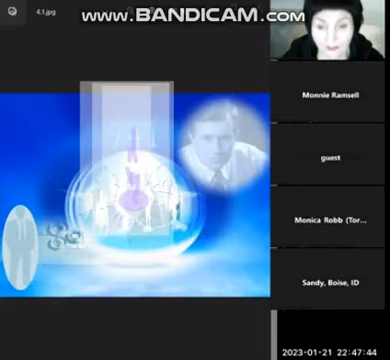 4.1.jpg
www.BANDICAM.com
Monnie Ramsell
guest
Monica Robb (Tor...
Sandy, Boise, ID
2023-01-21 22:47:44